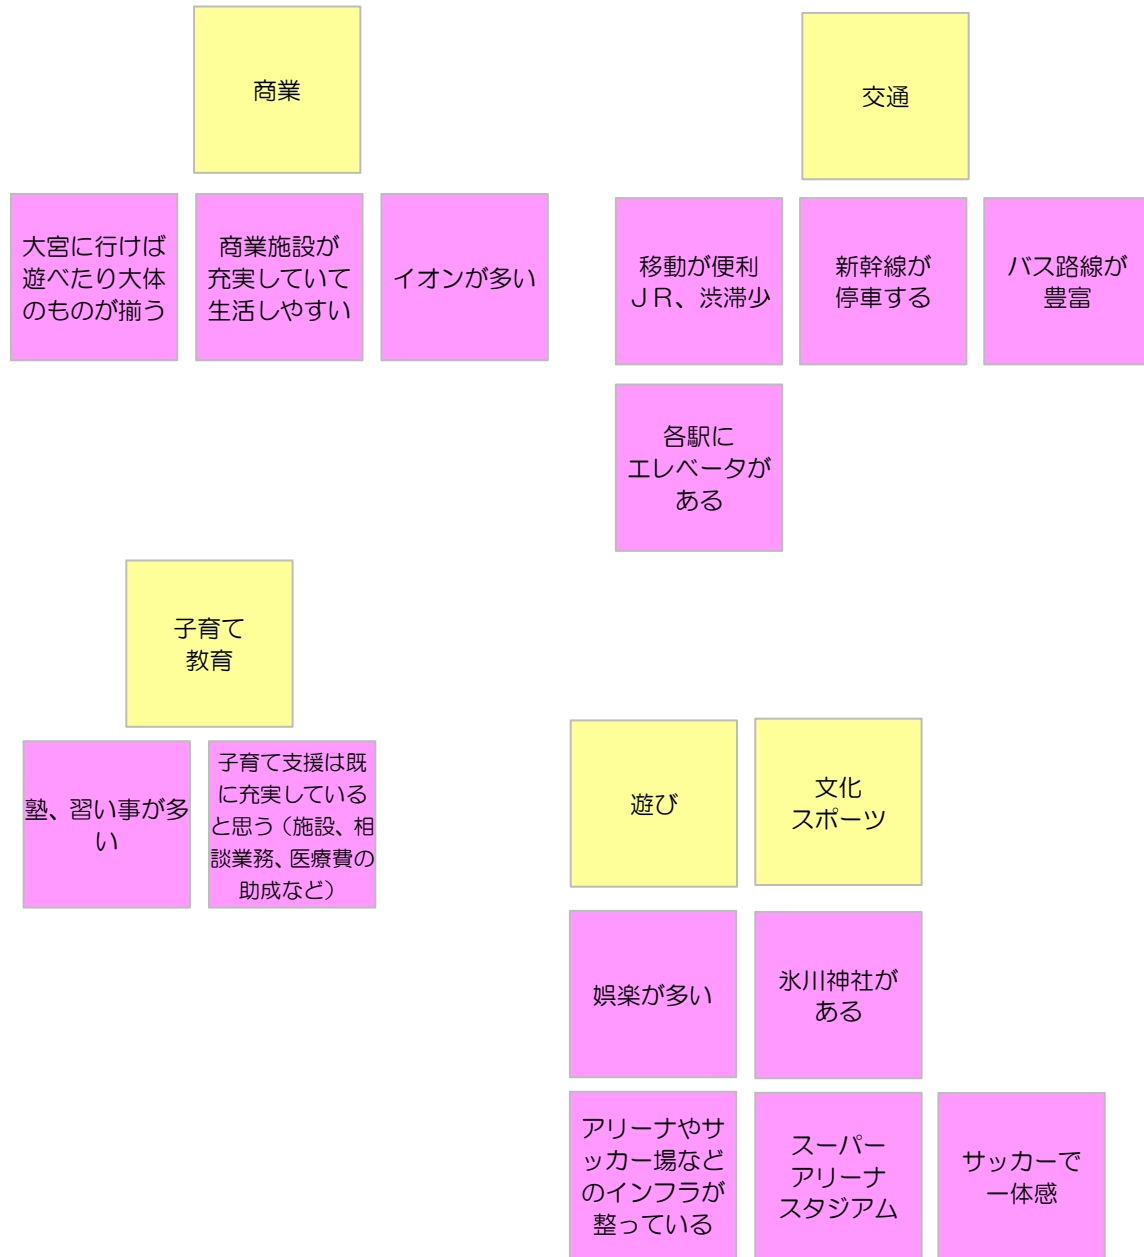 商業
大宮に行けば
遊べたり大体
のものが揃う
商業施設が
充実していて
生活しやすい
イオンが多い
交通
移動が便利
ＪＲ、渋滞少
新幹線が
停車する
バス路線が
豊富
各駅に
エレベータが
ある
子育て
教育
塾、習い事が多
い
子育て支援は既
に充実している
と思う（施設、相
談業務、医療費の
助成など）
遊び
文化
スポーツ
娯楽が多い
氷川神社が
ある
アリーナやサ
ッカー場など
のインフラが
整っている
スーパー
アリーナ
スタジアム
サッカーで
一体感